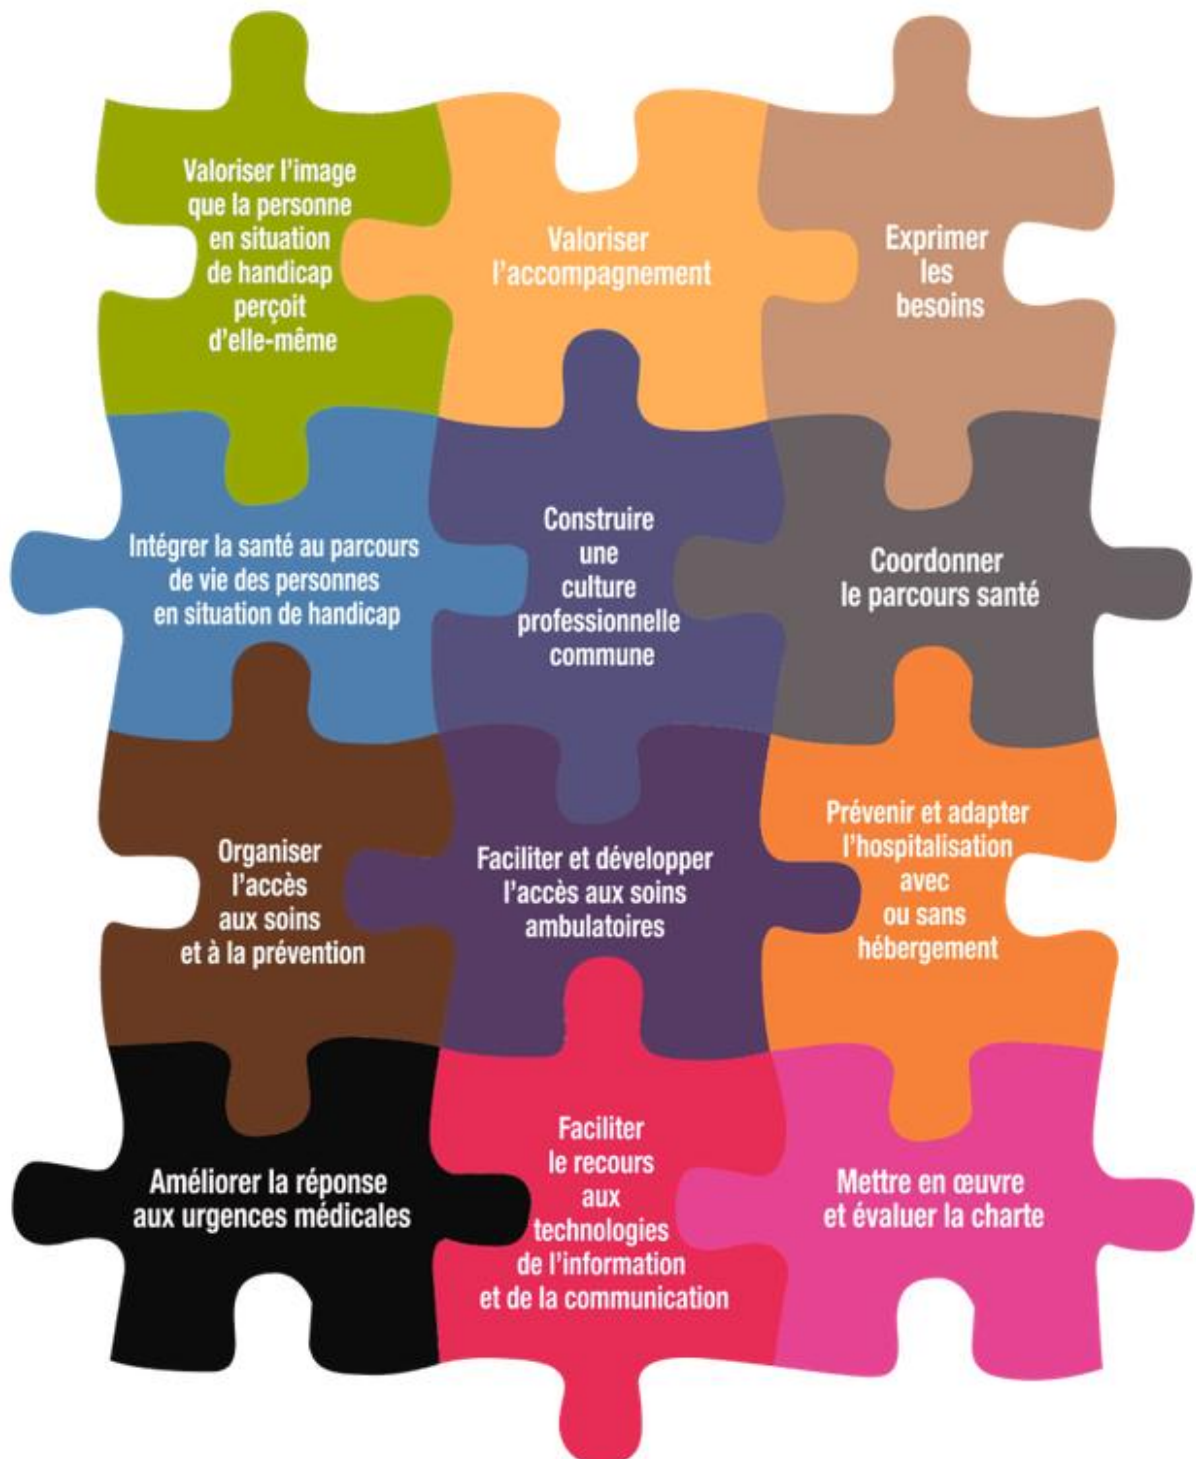 Valoriser l'image
que la personne
en situation
de handicap
perçoit
d'elle-même
Valoriser
l'accompagnement
Exprimer
les
besoins
Intégrer la santé au parcours
de vie des personnes
en situation de handicap
Construire
une
culture
professionnelle
commune
Coordonner
le parcours santé
Organiser
l'accès
aux soins
et à la prévention
Faciliter et développer
l'accès aux soins
ambulatoires
Prévenir et adapter
l'hospitalisation
avec
ou sans
hébergement
Améliorer la réponse
aux urgences médicales
Faciliter
le recours
aux
technologies
de l'information
et de la communication
Mettre en œuvre
et évaluer la charte